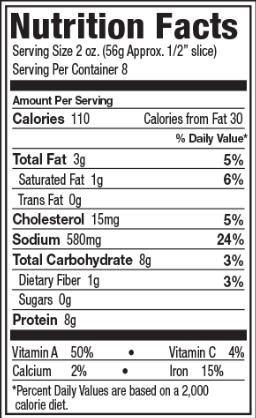 Nutrition Facts
Serving Size 2 oz. (56g Approx. 1/2” slice)
Serving Per Container 8
Amount Per Serving
Calories 110 Calories from Fat 30
% Daily Value*
Total Fat 3g 5%
Saturated Fat 1g 6%
Trans Fat 0g
Cholesterol 15mg 5%
Sodium 580mg 24%
Total Carbohydrate 8g 3%
Dietary Fiber 1g 3%
Sugars 0g
Protein 8g
Vitamin A 50% • Vitamin C 4%
Calcium 2% • Iron 15%
*Percent Daily Values are based on a 2,000
calorie diet.